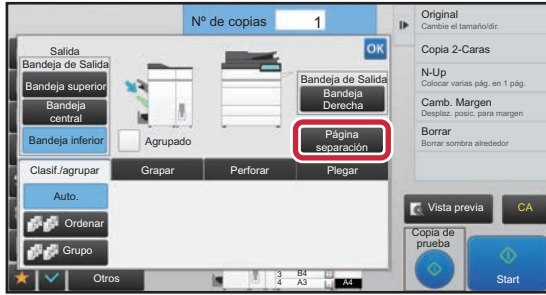 Nº de copias
1
Salida
Bandeja de Salida
Bandeja superior
Bandeja
central
Bandeja inferior
Agrupado
OK
Bandeja de Salida
Bandeja
Derecha
Página
separación
Clasif./agrupar
Grapar
Perforar
Plegar
Auto.
Ordenar
Grupo
Otros
3 B4
4 A3
A4
Original
Cambie el tamaño/dir.
Copia 2-Caras
N-Up
Colocar varias pág. en 1 pág.
Camb. Margen
Desplaz. posic. para margen
Borrar
Borrar sombra alrededor
Vista previa
CA
Copia de
prueba
Start